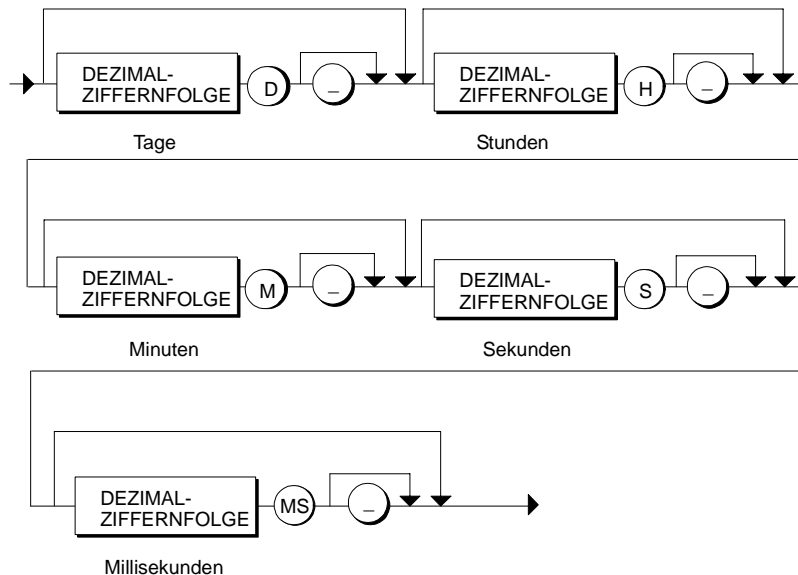 DEZIMAL-
ZIFFERNFOLGE
D
_
DEZIMAL-
ZIFFERNFOLGE
H
_
Tage
Stunden
DEZIMAL-
ZIFFERNFOLGE
M
_
DEZIMAL-
ZIFFERNFOLGE
S
_
Minuten
Sekunden
DEZIMAL-
ZIFFERNFOLGE
MS
_
Millisekunden